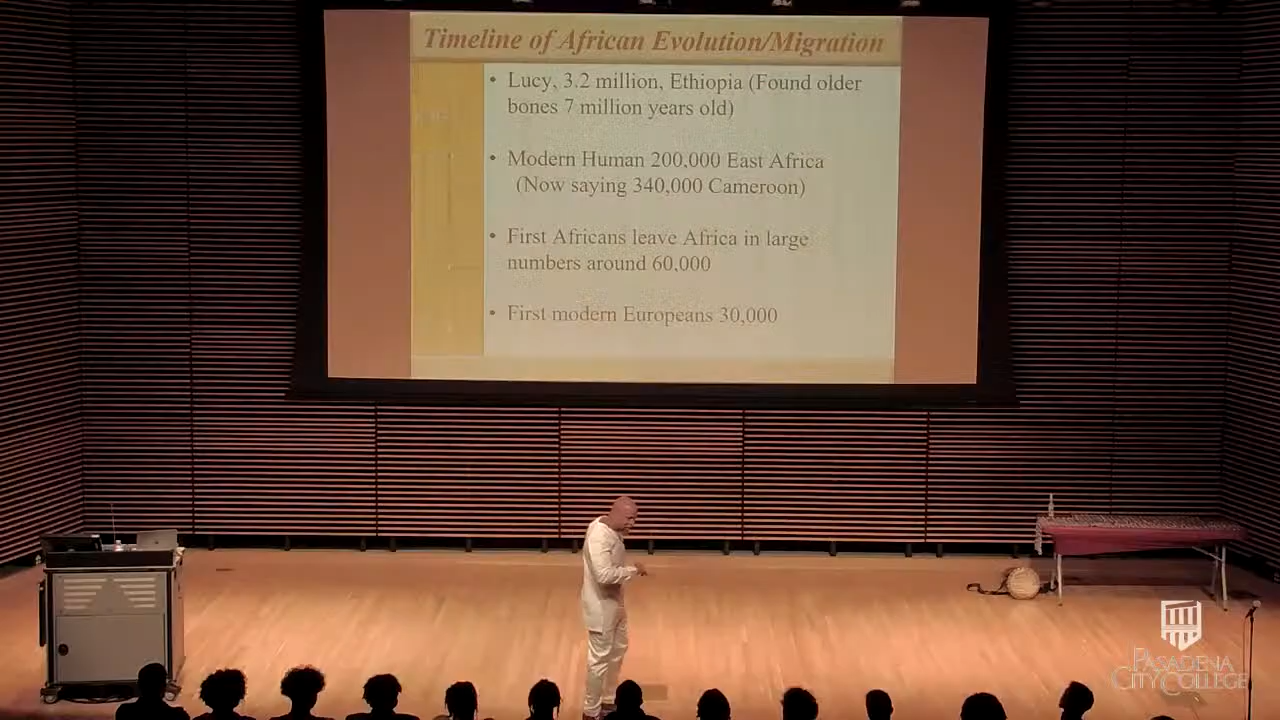 Timeline of African Evolution/Migration
• Lucy, 3.2 million, Ethiopia (Found older
bones 7 million years old)
• Modern Human 200,000 East Africa
(Now saying 340,000 Cameroon)
• First Africans leave Africa in large
numbers around 60,000
• First modern Europeans 30,000
PASADENA
CITY COLLEGE